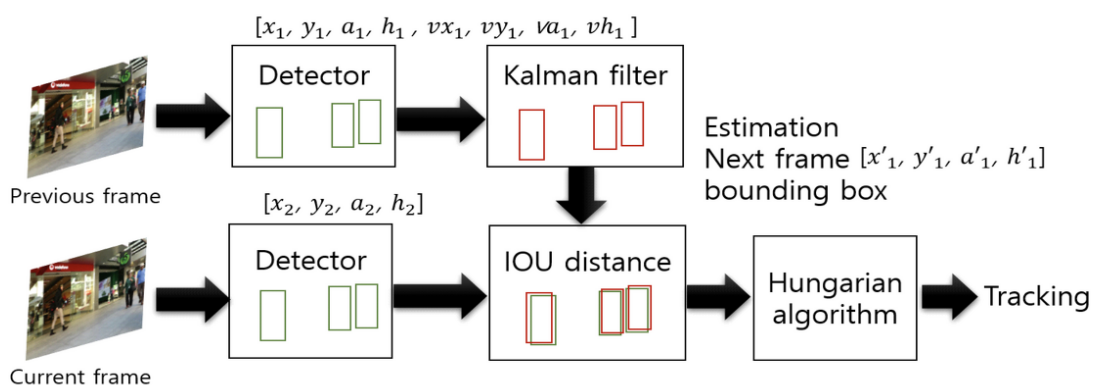 [x₁, y₁, a₁, h₁ , vx₁, vy₁, va₁, vh₁ ]
Detector
Kalman filter
Previous frame
Estimation
Next frame [x′₁, y′₁, a′₁, h′₁]
bounding box
[x₂, y₂, a₂, h₂]
Detector
IOU distance
Hungarian
algorithm
Tracking
Current frame